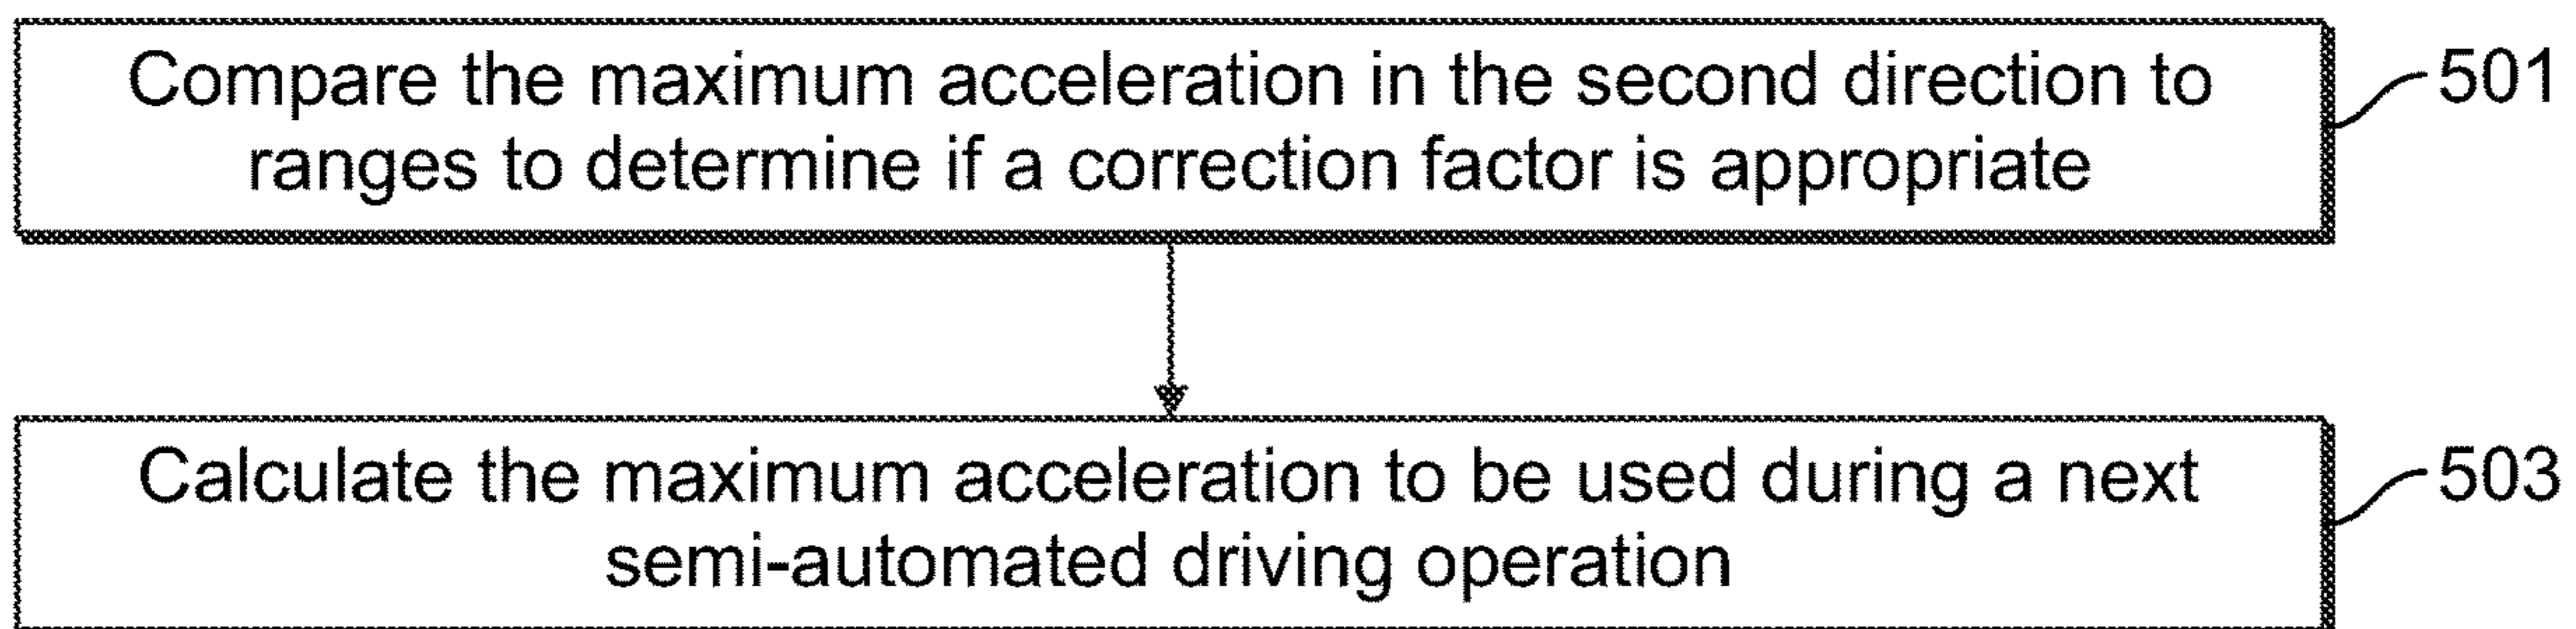 Compare the maximum acceleration in the second direction to
ranges to determine if a correction factor is appropriate
501
Calculate the maximum acceleration to be used during a next
semi-automated driving operation
503